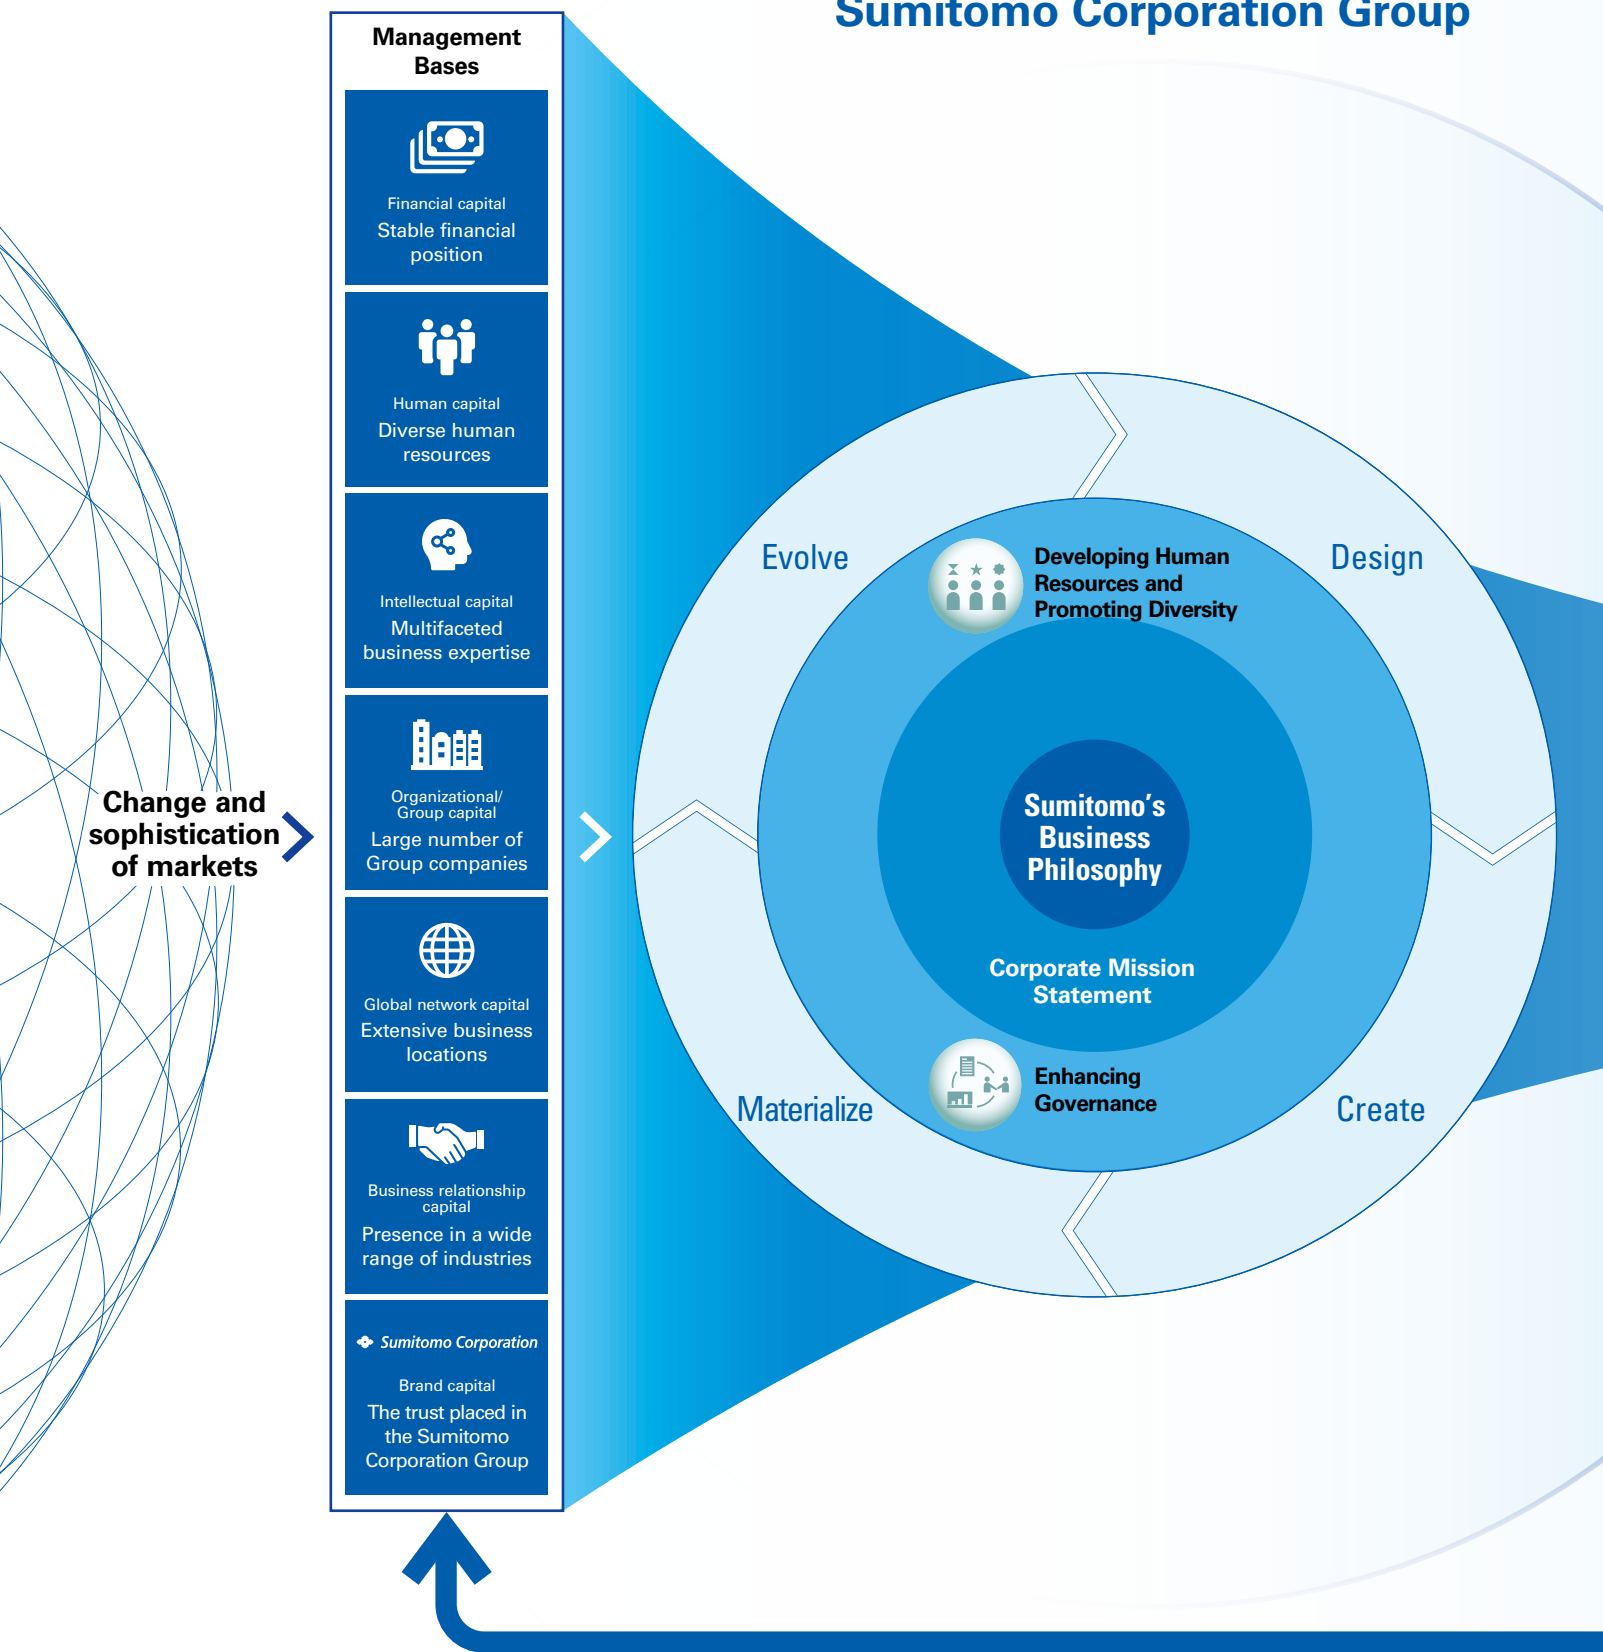 Sumitomo Corporation Group
Management
Bases
Financial capital
Stable financial
position
Human capital
Diverse human
resources
Intellectual capital
Multifaceted
business expertise
Organizational/
Group capital
Large number of
Group companies
Global network capital
Extensive business
locations
Business relationship
capital
Presence in a wide
range of industries
Sumitomo Corporation
Brand capital
The trust placed in
the Sumitomo
Corporation Group
Change and
sophistication
of markets
Evolve
Design
Developing Human
Resources and
Promoting Diversity
Sumitomo’s
Business
Philosophy
Corporate Mission
Statement
Enhancing
Governance
Materialize
Create